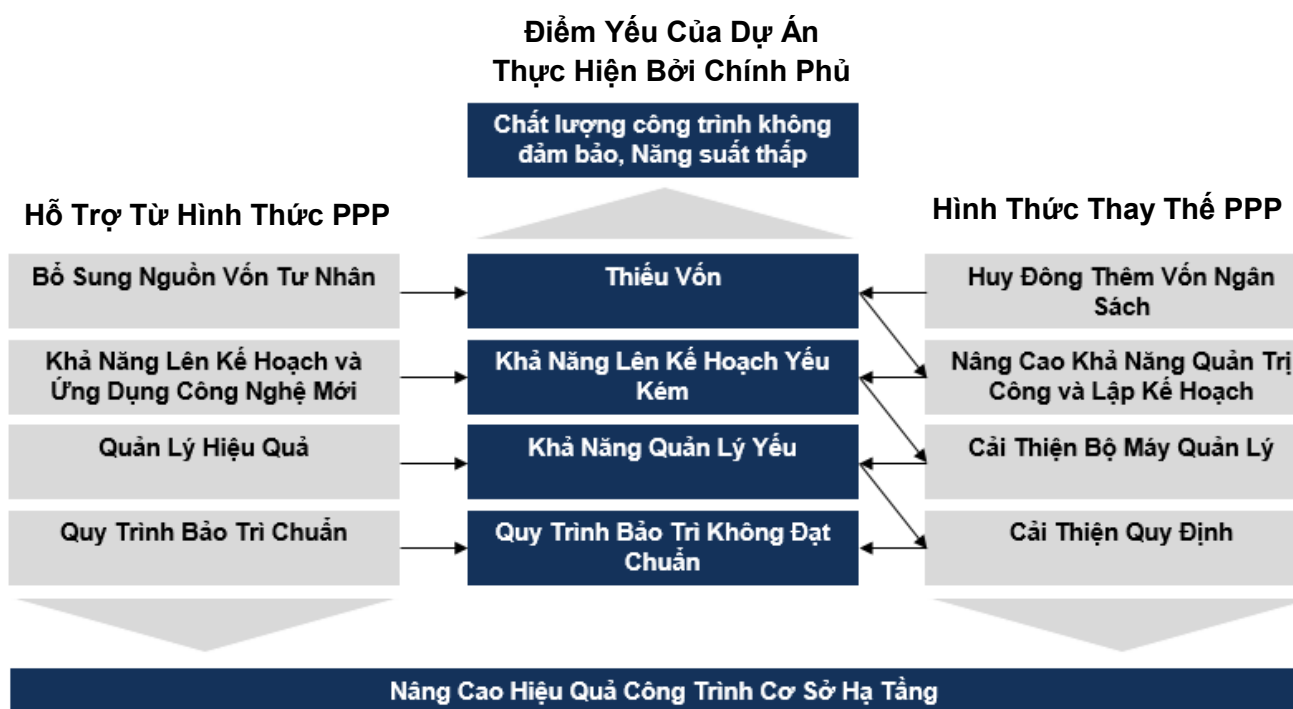 Điểm Yếu Của Dự Án
Thực Hiện Bởi Chính Phủ
Chất lượng công trình không
đảm bảo, Năng suất thấp
Hỗ Trợ Từ Hình Thức PPP
Hình Thức Thay Thế PPP
Bổ Sung Nguồn Vốn Tư Nhân
Thiếu Vốn
Huy Đông Thêm Vốn Ngân
Sách
Khả Năng Lên Kế Hoạch và
Ứng Dụng Công Nghệ Mới
Khả Năng Lên Kế Hoạch Yếu
Kém
Nâng Cao Khả Năng Quản Trị
Công và Lập Kế Hoạch
Quản Lý Hiệu Quả
Khả Năng Quản Lý Yếu
Cải Thiện Bộ Máy Quản Lý
Quy Trình Bảo Trì Chuẩn
Quy Trình Bảo Trì Không Đạt
Chuẩn
Cải Thiện Quy Định
Nâng Cao Hiệu Quả Công Trình Cơ Sở Hạ Tầng